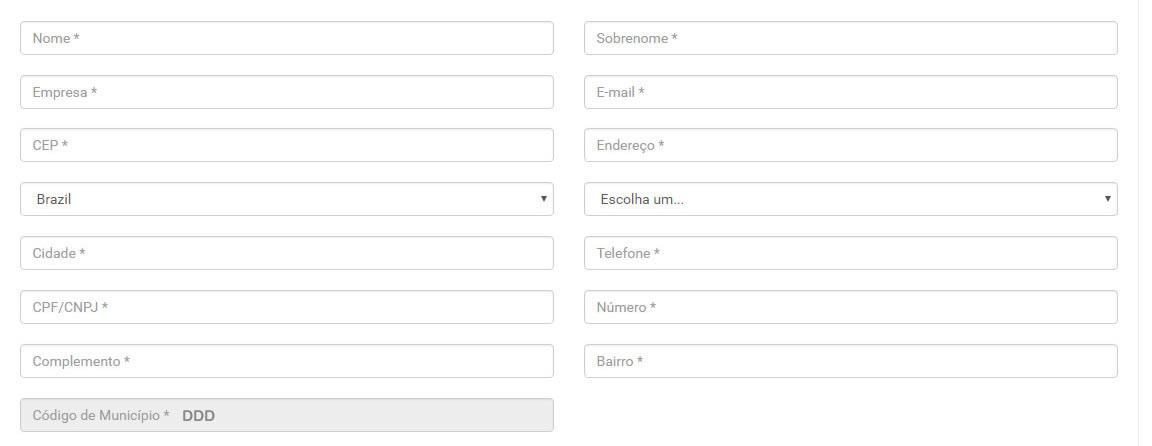 Nome *
Sobrenome *
Empresa *
E-mail *
CEP *
Endereço *
Brazil
Escolha um...
Cidade *
Telefone *
CPF/CNPJ *
Número *
Complemento *
Bairro *
Código de Município * DDD